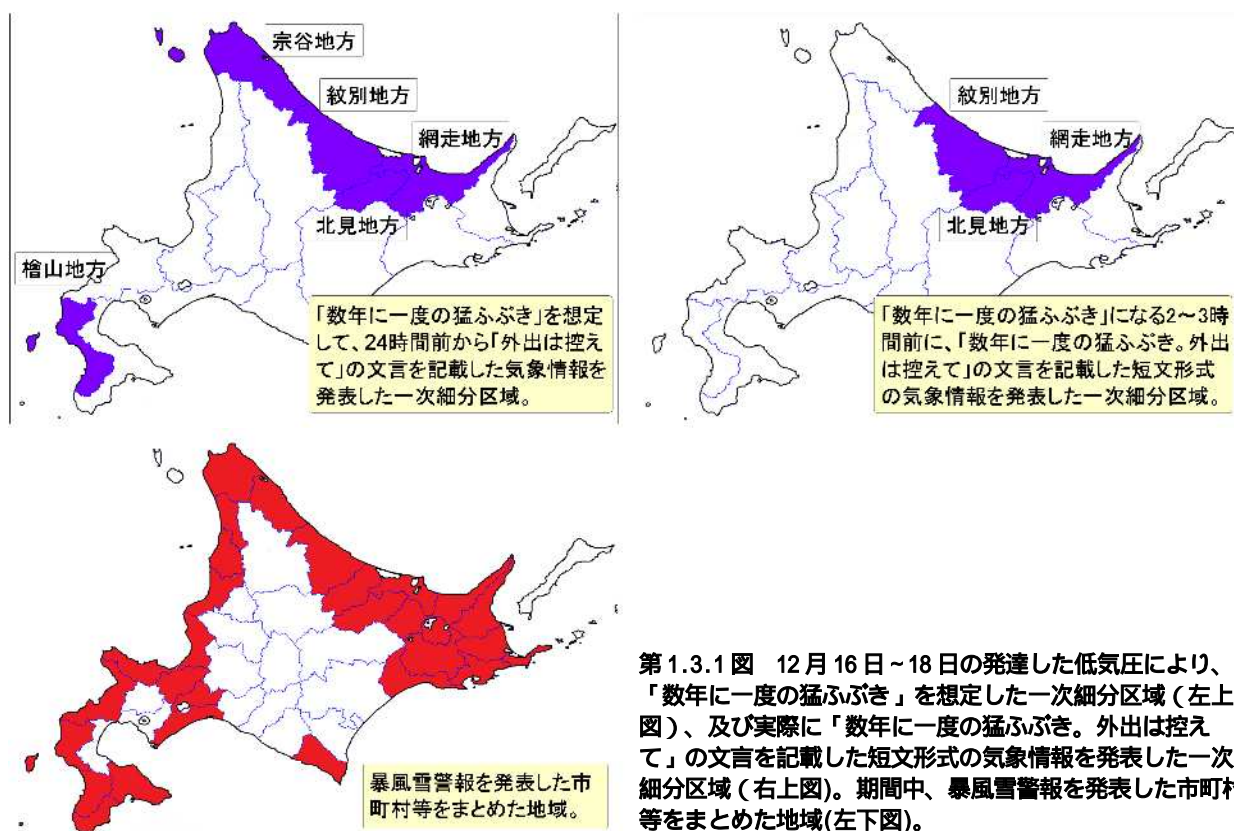 宗谷地方
紋別地方
網走地方
北見地方
檜山地方
「数年に一度の猛ふぶき」を想定
して、24時間前から「外出は控え
て」の文言を記載した気象情報を
発表した一次細分区域。
紋別地方
網走地方
北見地方
「数年に一度の猛ふぶき」になる2～3時
間前に、「数年に一度の猛ふぶき。外出
は控えて」の文言を記載した短文形式
の気象情報を発表した一次細分区域。
暴風雪警報を発表した市
町村等をまとめた地域。
第1.3.1図　12月16日~18日の発達した低気圧により、
「数年に一度の猛ふぶき」を想定した一次細分区域（左上
図）、及び実際に「数年に一度の猛ふぶき。外出は控え
て」の文言を記載した短文形式の気象情報を発表した一次
細分区域（右上図)。期間中、暴風雪警報を発表した市町村
等をまとめた地域(左下図)。